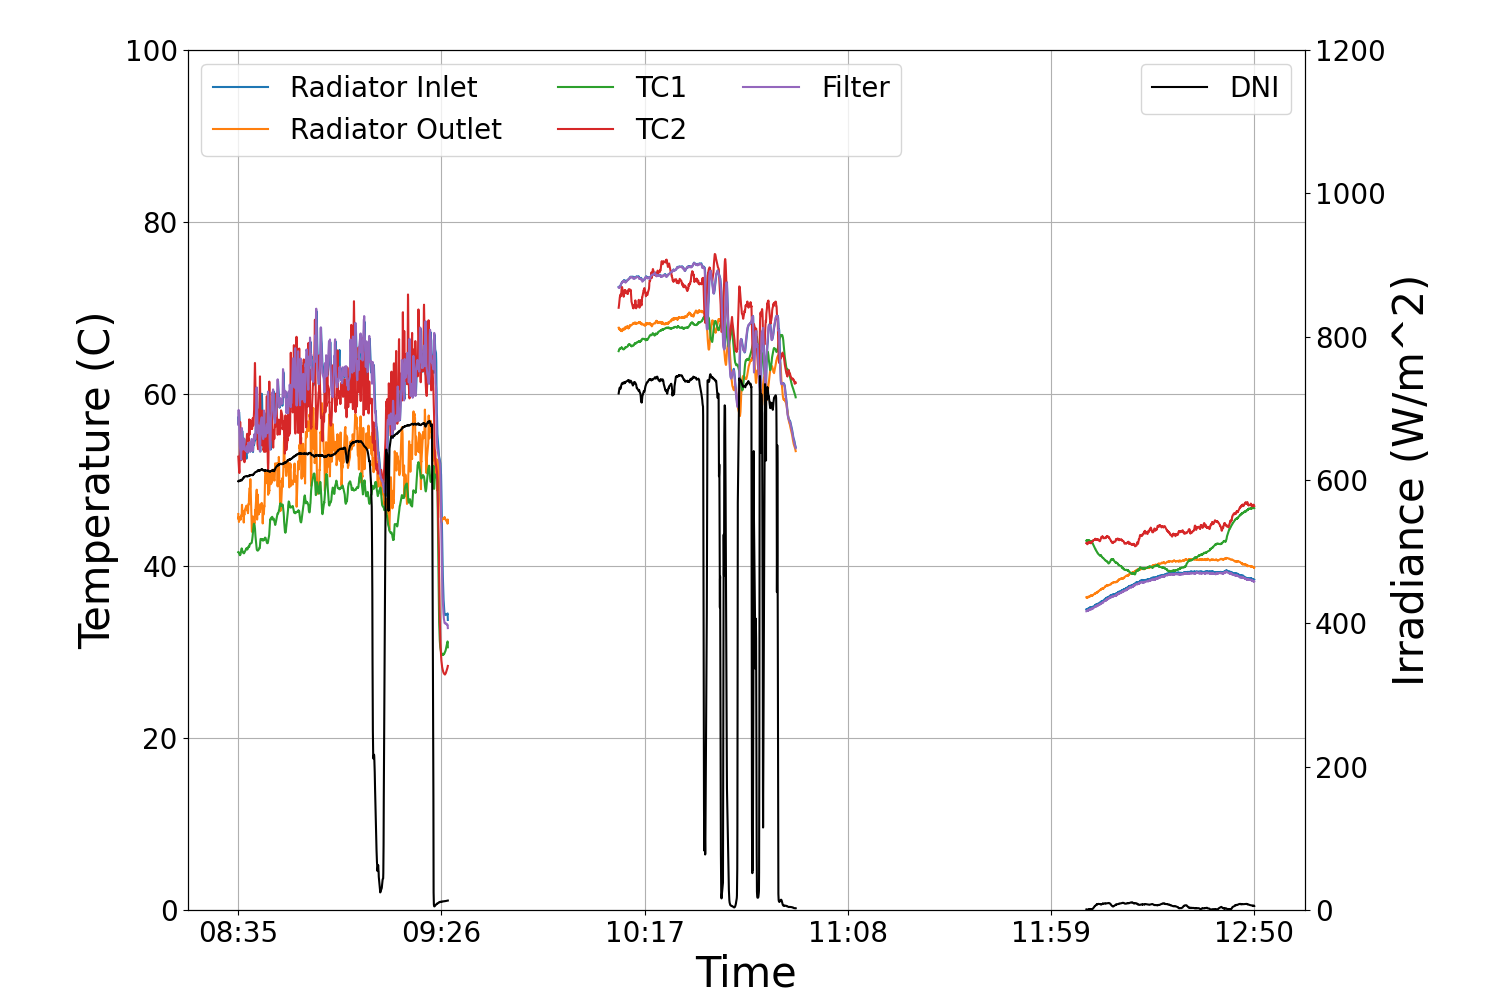 100
80
60
40
20
0
Temperature (C)
Radiator Inlet
Radiator Outlet
TC1
TC2
Filter
DNI
1200
1000
800
600
400
200
0
Irradiance (W/m^2)
08:35 09:26 10:17 11:08 11:59 12:50
Time